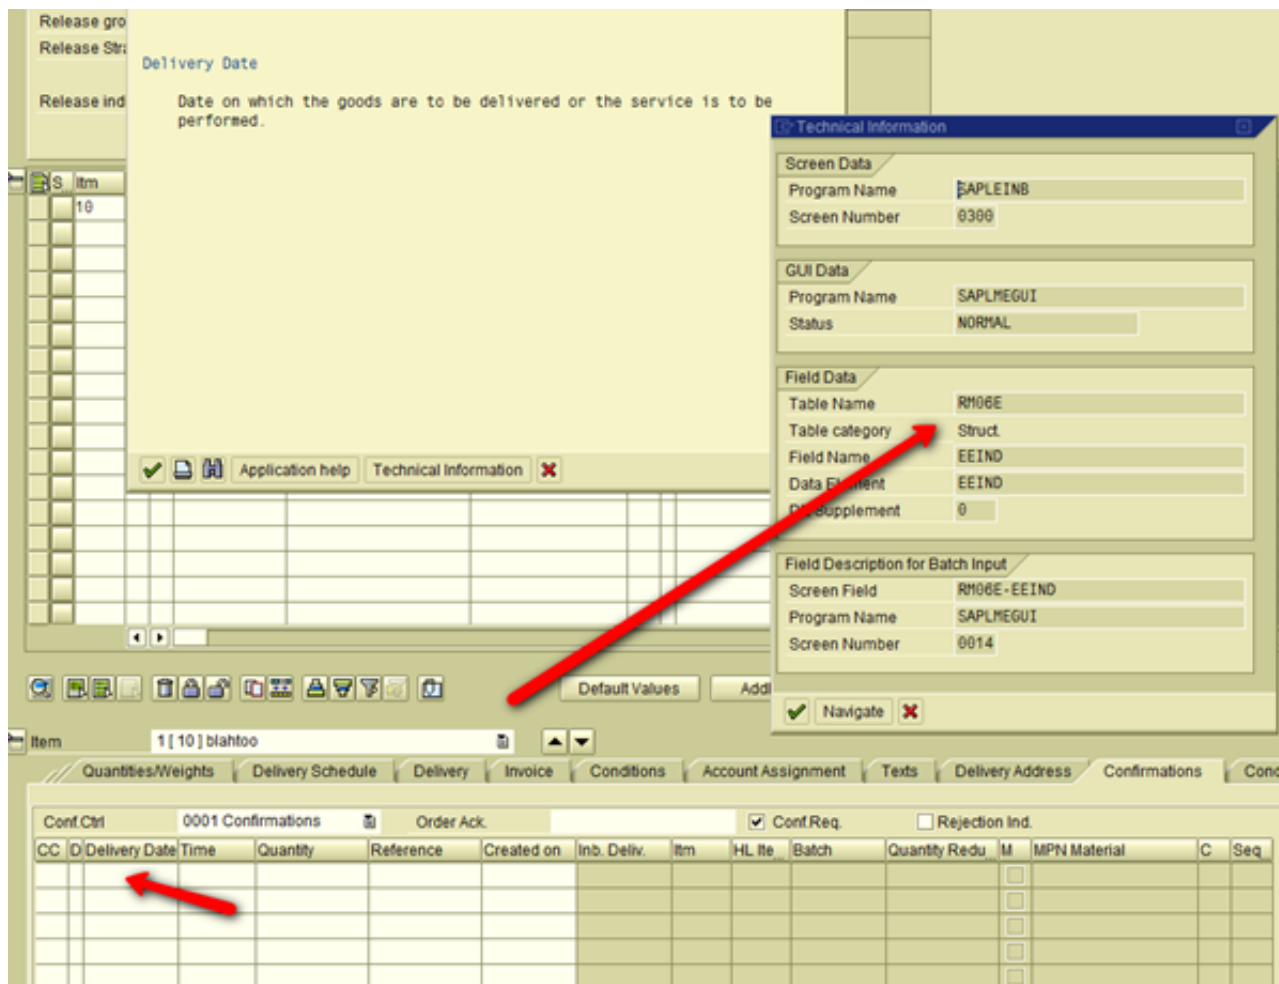 Release gro
Release Stra
Release ind
Delivery Date
Date on which the goods are to be delivered or the service is to be
performed.
S.. Itm
10
Application help Technical Information
Technical Information
Screen Data
Program Name SAPLEINB
Screen Number 0300
GUI Data
Program Name SAPLMEGUI
Status NORMAL
Field Data
Table Name RM06E
Table category Struct.
Field Name EEIND
Data Element EEIND
DE Supplement 0
Field Description for Batch Input
Screen Field RM06E-EEIND
Program Name SAPLMEGUI
Screen Number 0014
Navigate
Default Values Addl
Item 1 [ 10 ] blahtoo
Quantities/Weights Delivery Schedule Delivery Invoice Conditions Account Assignment Texts Delivery Address Confirmations Cond
Conf.Ctrl 0001 Confirmations Order Ack. Conf.Req. Rejection Ind.
CC D Delivery Date Time Quantity Reference Created on Inb. Deliv. Itm HL Ite... Batch Quantity Redu... M MPN Material C Seq